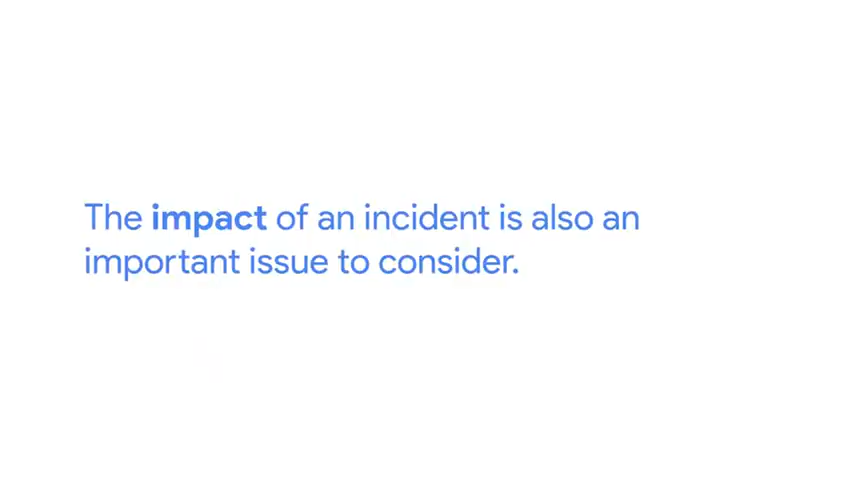 The impact of an incident is also an
important issue to consider.